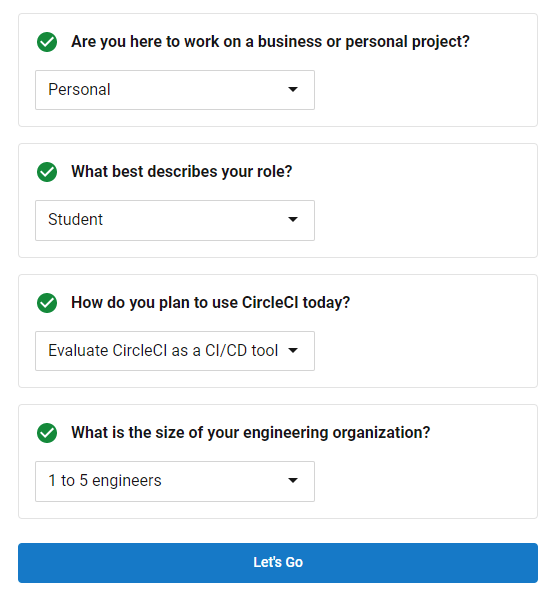 Are you here to work on a business or personal project?
Personal
What best describes your role?
Student
How do you plan to use CircleCI today?
Evaluate CircleCI as a CI/CD tool
What is the size of your engineering organization?
1 to 5 engineers
Let's Go